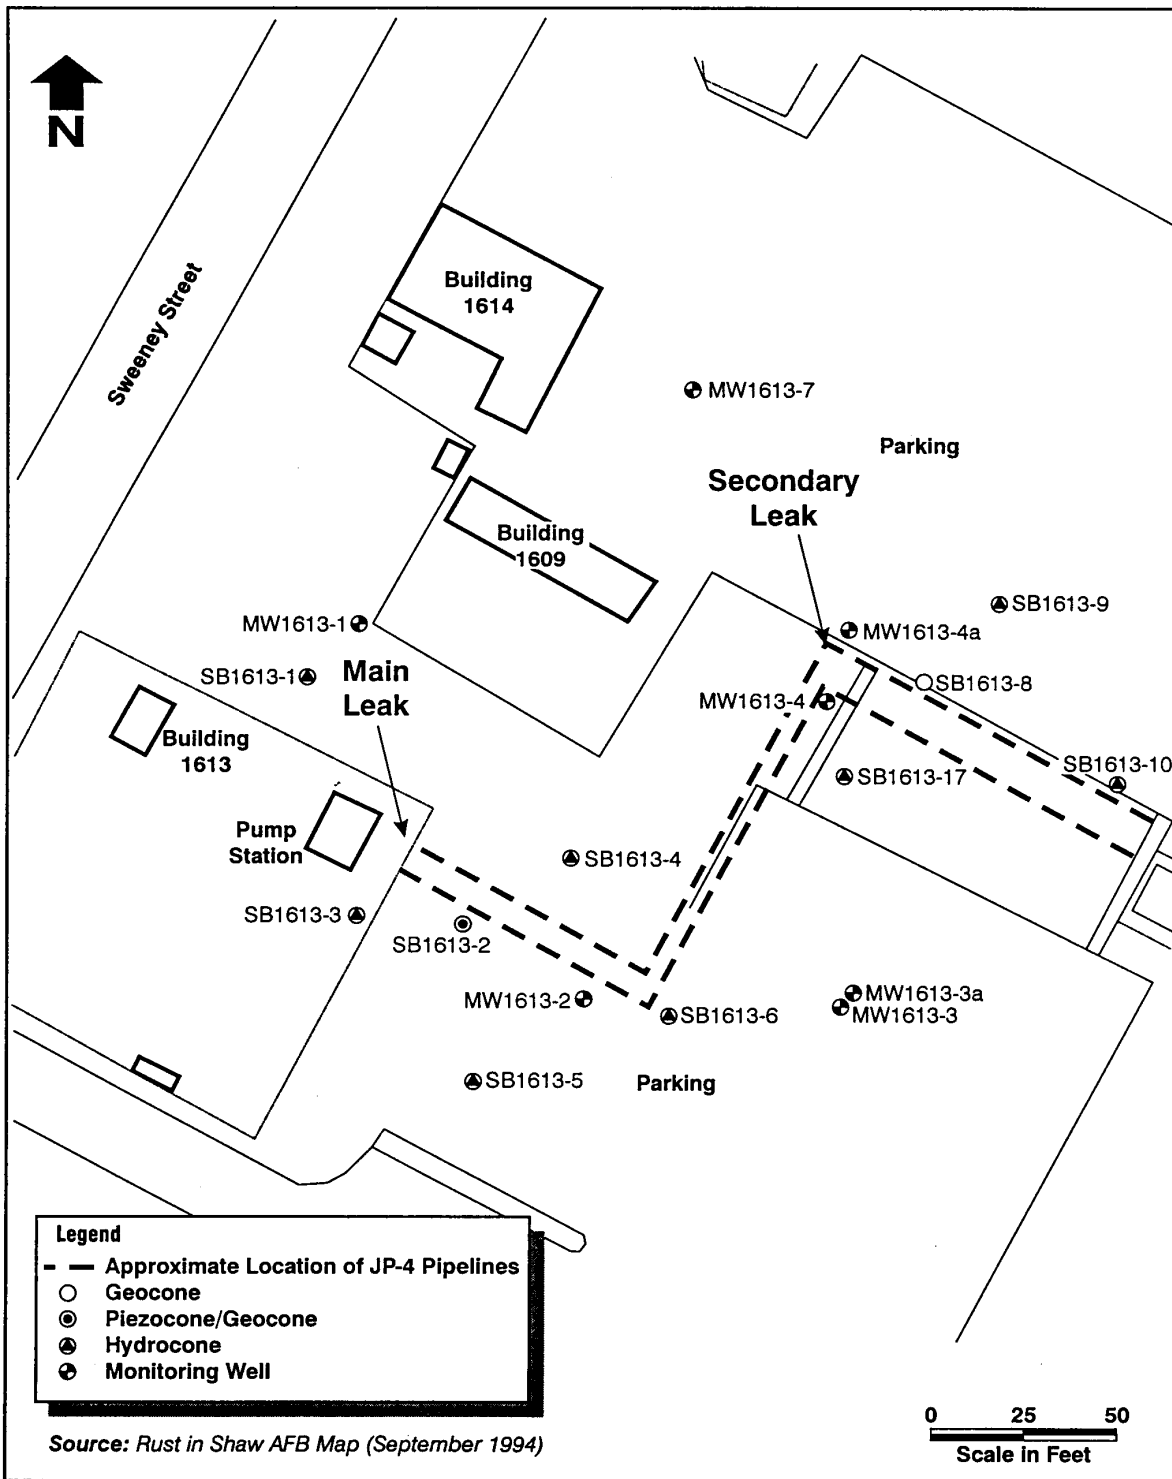 N
Building
1614
Sweeney Street
MW1613-7
Parking
Secondary
Leak
Building
1609
SB1613-9
MW1613-1
MW1613-4a
SB1613-1
Main
Leak
SB1613-8
MW1613-4
Building
1613
SB1613-10
SB1613-17
Pump
Station
SB1613-4
SB1613-3
SB1613-2
MW1613-2
MW1613-3a
MW1613-3
SB1613-6
SB1613-5
Parking
Legend
Approximate Location of JP-4 Pipelines
Geocone
Piezocone/Geocone
Hydrocone
Monitoring Well
0 25 50
Scale in Feet
Source: Rust in Shaw AFB Map (September 1994)